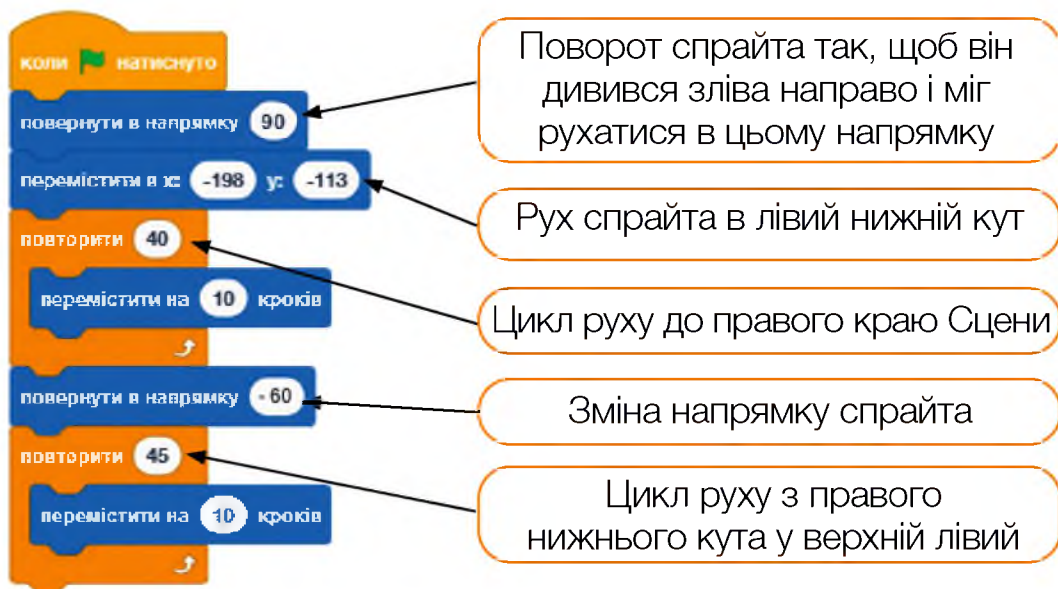 коли натиснуто
повернути в напрямку 90
перемістити в x: -198 y: -113
повторити 40
перемістити на 10 кроків
повернути в напрямку -60
повторити 45
перемістити на 10 кроків
Поворот спрайта так, щоб він
дивився зліва направо і міг
рухатися в цьому напрямку
Рух спрайта в лівий нижній кут
Цикл руху до правого краю Сцени
Зміна напрямку спрайта
Цикл руху з правого
нижнього кута у верхній лівий